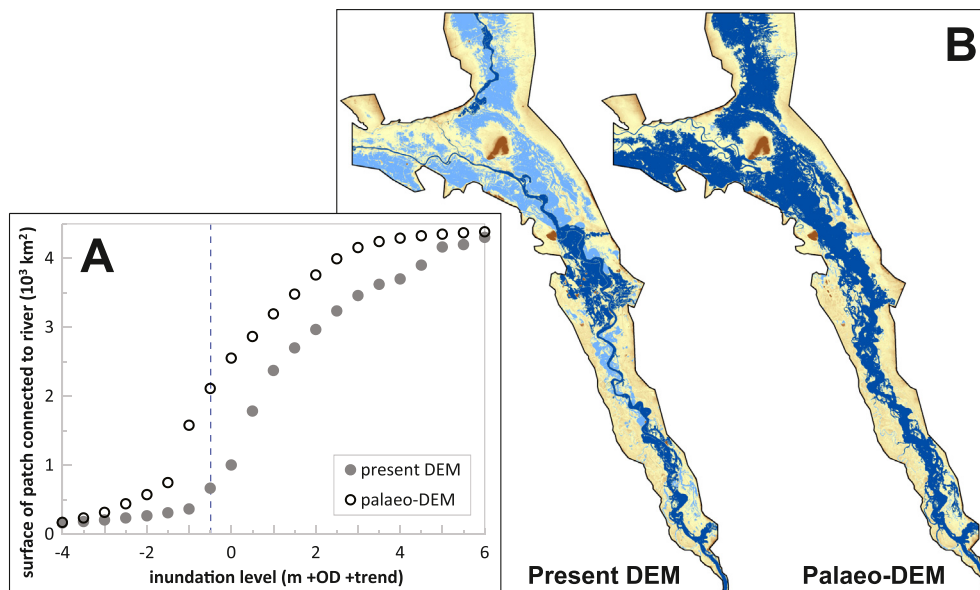 B
A
surface of patch connected to river (10³ km²)
4
3
2
1
0
-4
-2
0
2
4
6
present DEM
palaeo-DEM
inundation level (m +OD +trend)
Present DEM
Palaeo-DEM